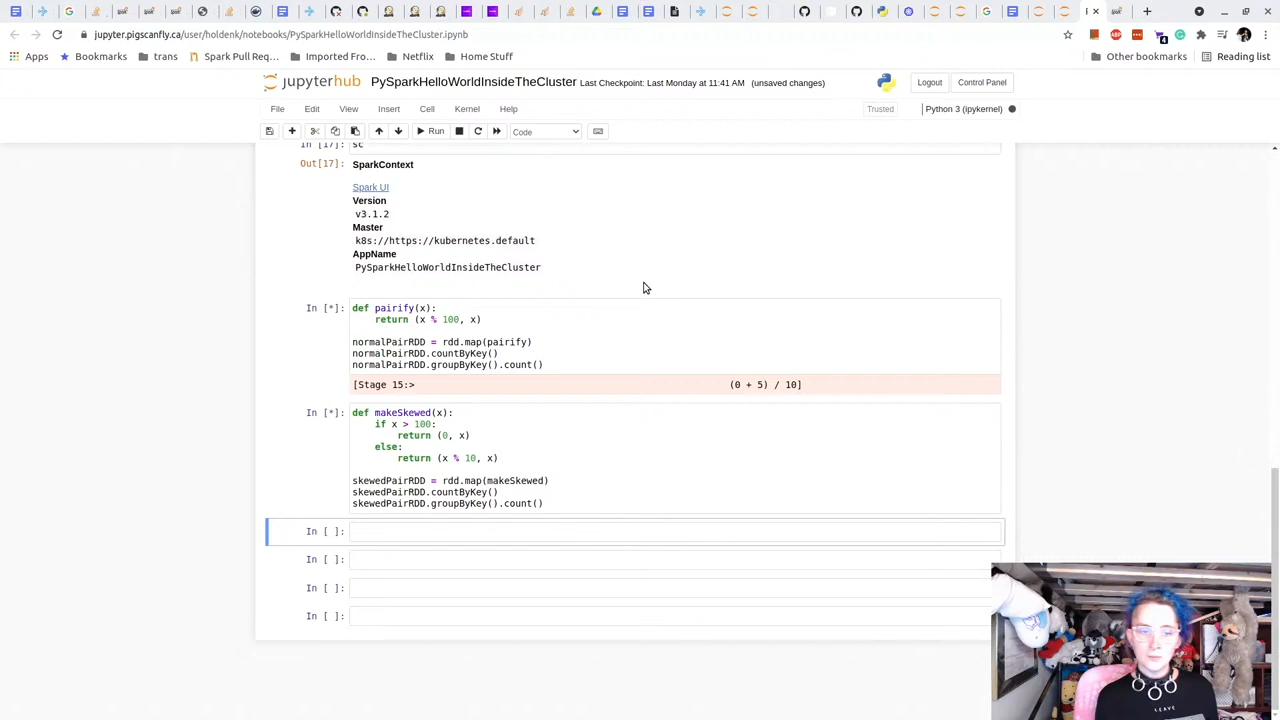 jupyter.pigscanfly.ca/user/holdenk/notebooks/PySparkHelloWorldInsideTheCluster.ipynb
Apps Bookmarks trans Spark Pull Req... Imported Fro... Netflix Home Stuff Other bookmarks Reading list
jupyterhub PySparkHelloWorldInsideTheCluster Last Checkpoint: Last Monday at 11:41 AM (unsaved changes) Logout Control Panel
File Edit View Insert Cell Kernel Help Trusted Python 3 (ipykernel)
Run Code
In [17]: sc
Out[17]: SparkContext
Spark UI
Version
v3.1.2
Master
k8s://https://kubernetes.default
AppName
PySparkHelloWorldInsideTheCluster
In [*]: def pairify(x):
return (x % 100, x)
normalPairRDD = rdd.map(pairify)
normalPairRDD.countByKey()
normalPairRDD.groupByKey().count()
[Stage 15:> (0 + 5) / 10]
In [*]: def makeSkewed(x):
if x > 100:
return (0, x)
else:
return (x % 10, x)
skewedPairRDD = rdd.map(makeSkewed)
skewedPairRDD.countByKey()
skewedPairRDD.groupByKey().count()
In [ ]:
In [ ]:
In [ ]:
In [ ]:
LEAVE